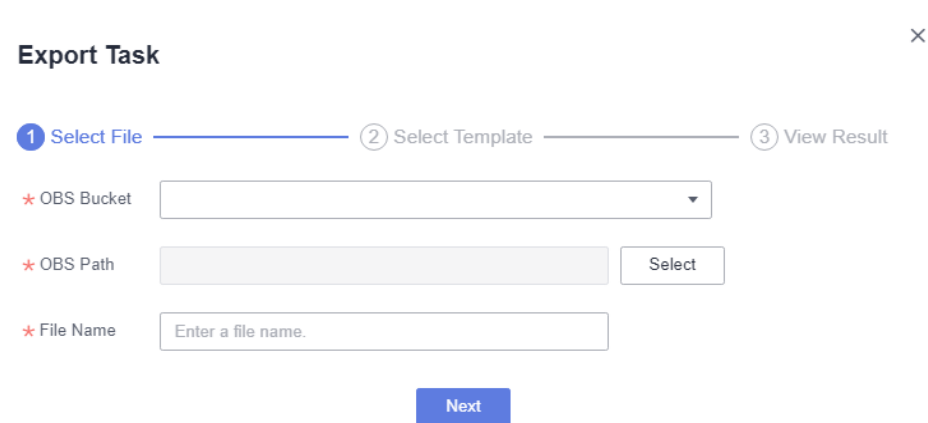 Export Task
1 Select File 2 Select Template 3 View Result
* OBS Bucket
* OBS Path Select
* File Name Enter a file name.
Next